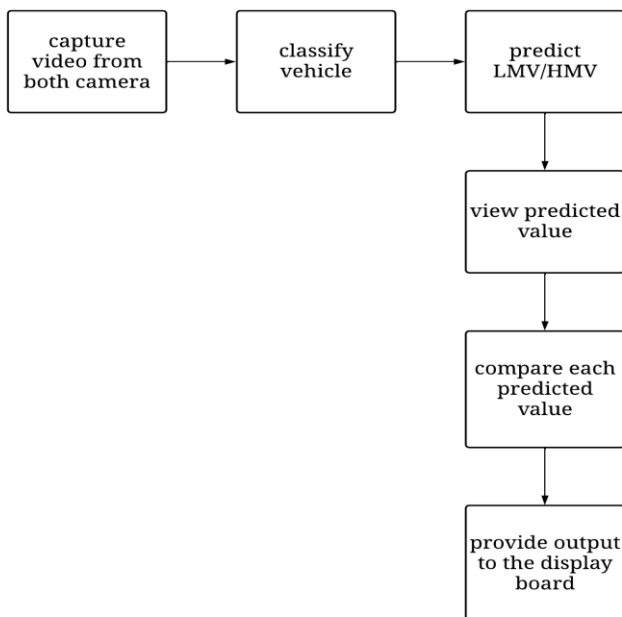 capture
video from
both camera
classify
vehicle
predict
LMV/HMV
view predicted
value
compare each
predicted
value
provide output
to the display
board